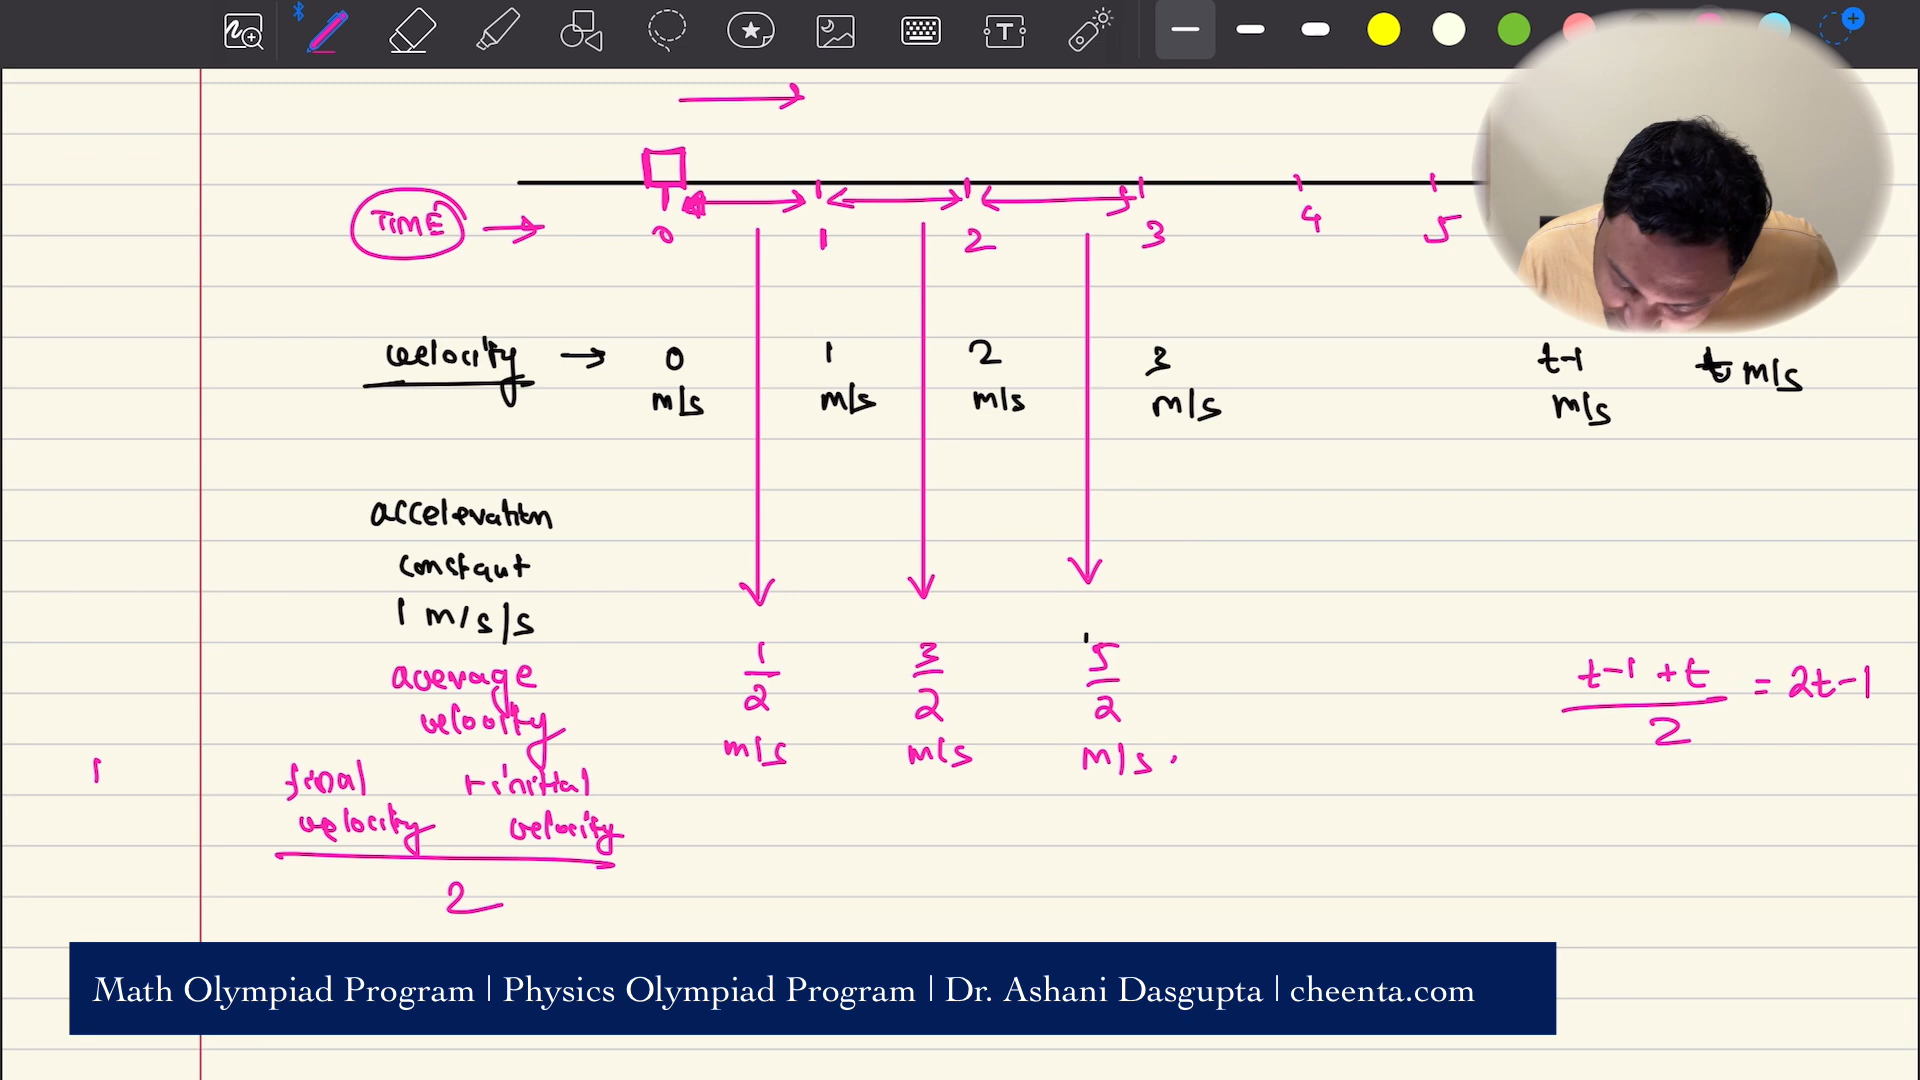 TIME → 0 1 2 3 4 5
velocity → 0 m/s 1 m/s 2 m/s 3 m/s t-1 m/s t m/s
acceleration
constant
1 m/s/s
average velocity 1/2 m/s 3/2 m/s 5/2 m/s. (t-1 + t)/2 = 2t-1
1
final velocity + initial velocity
2
T
Math Olympiad Program | Physics Olympiad Program | Dr. Ashani Dasgupta | cheenta.com